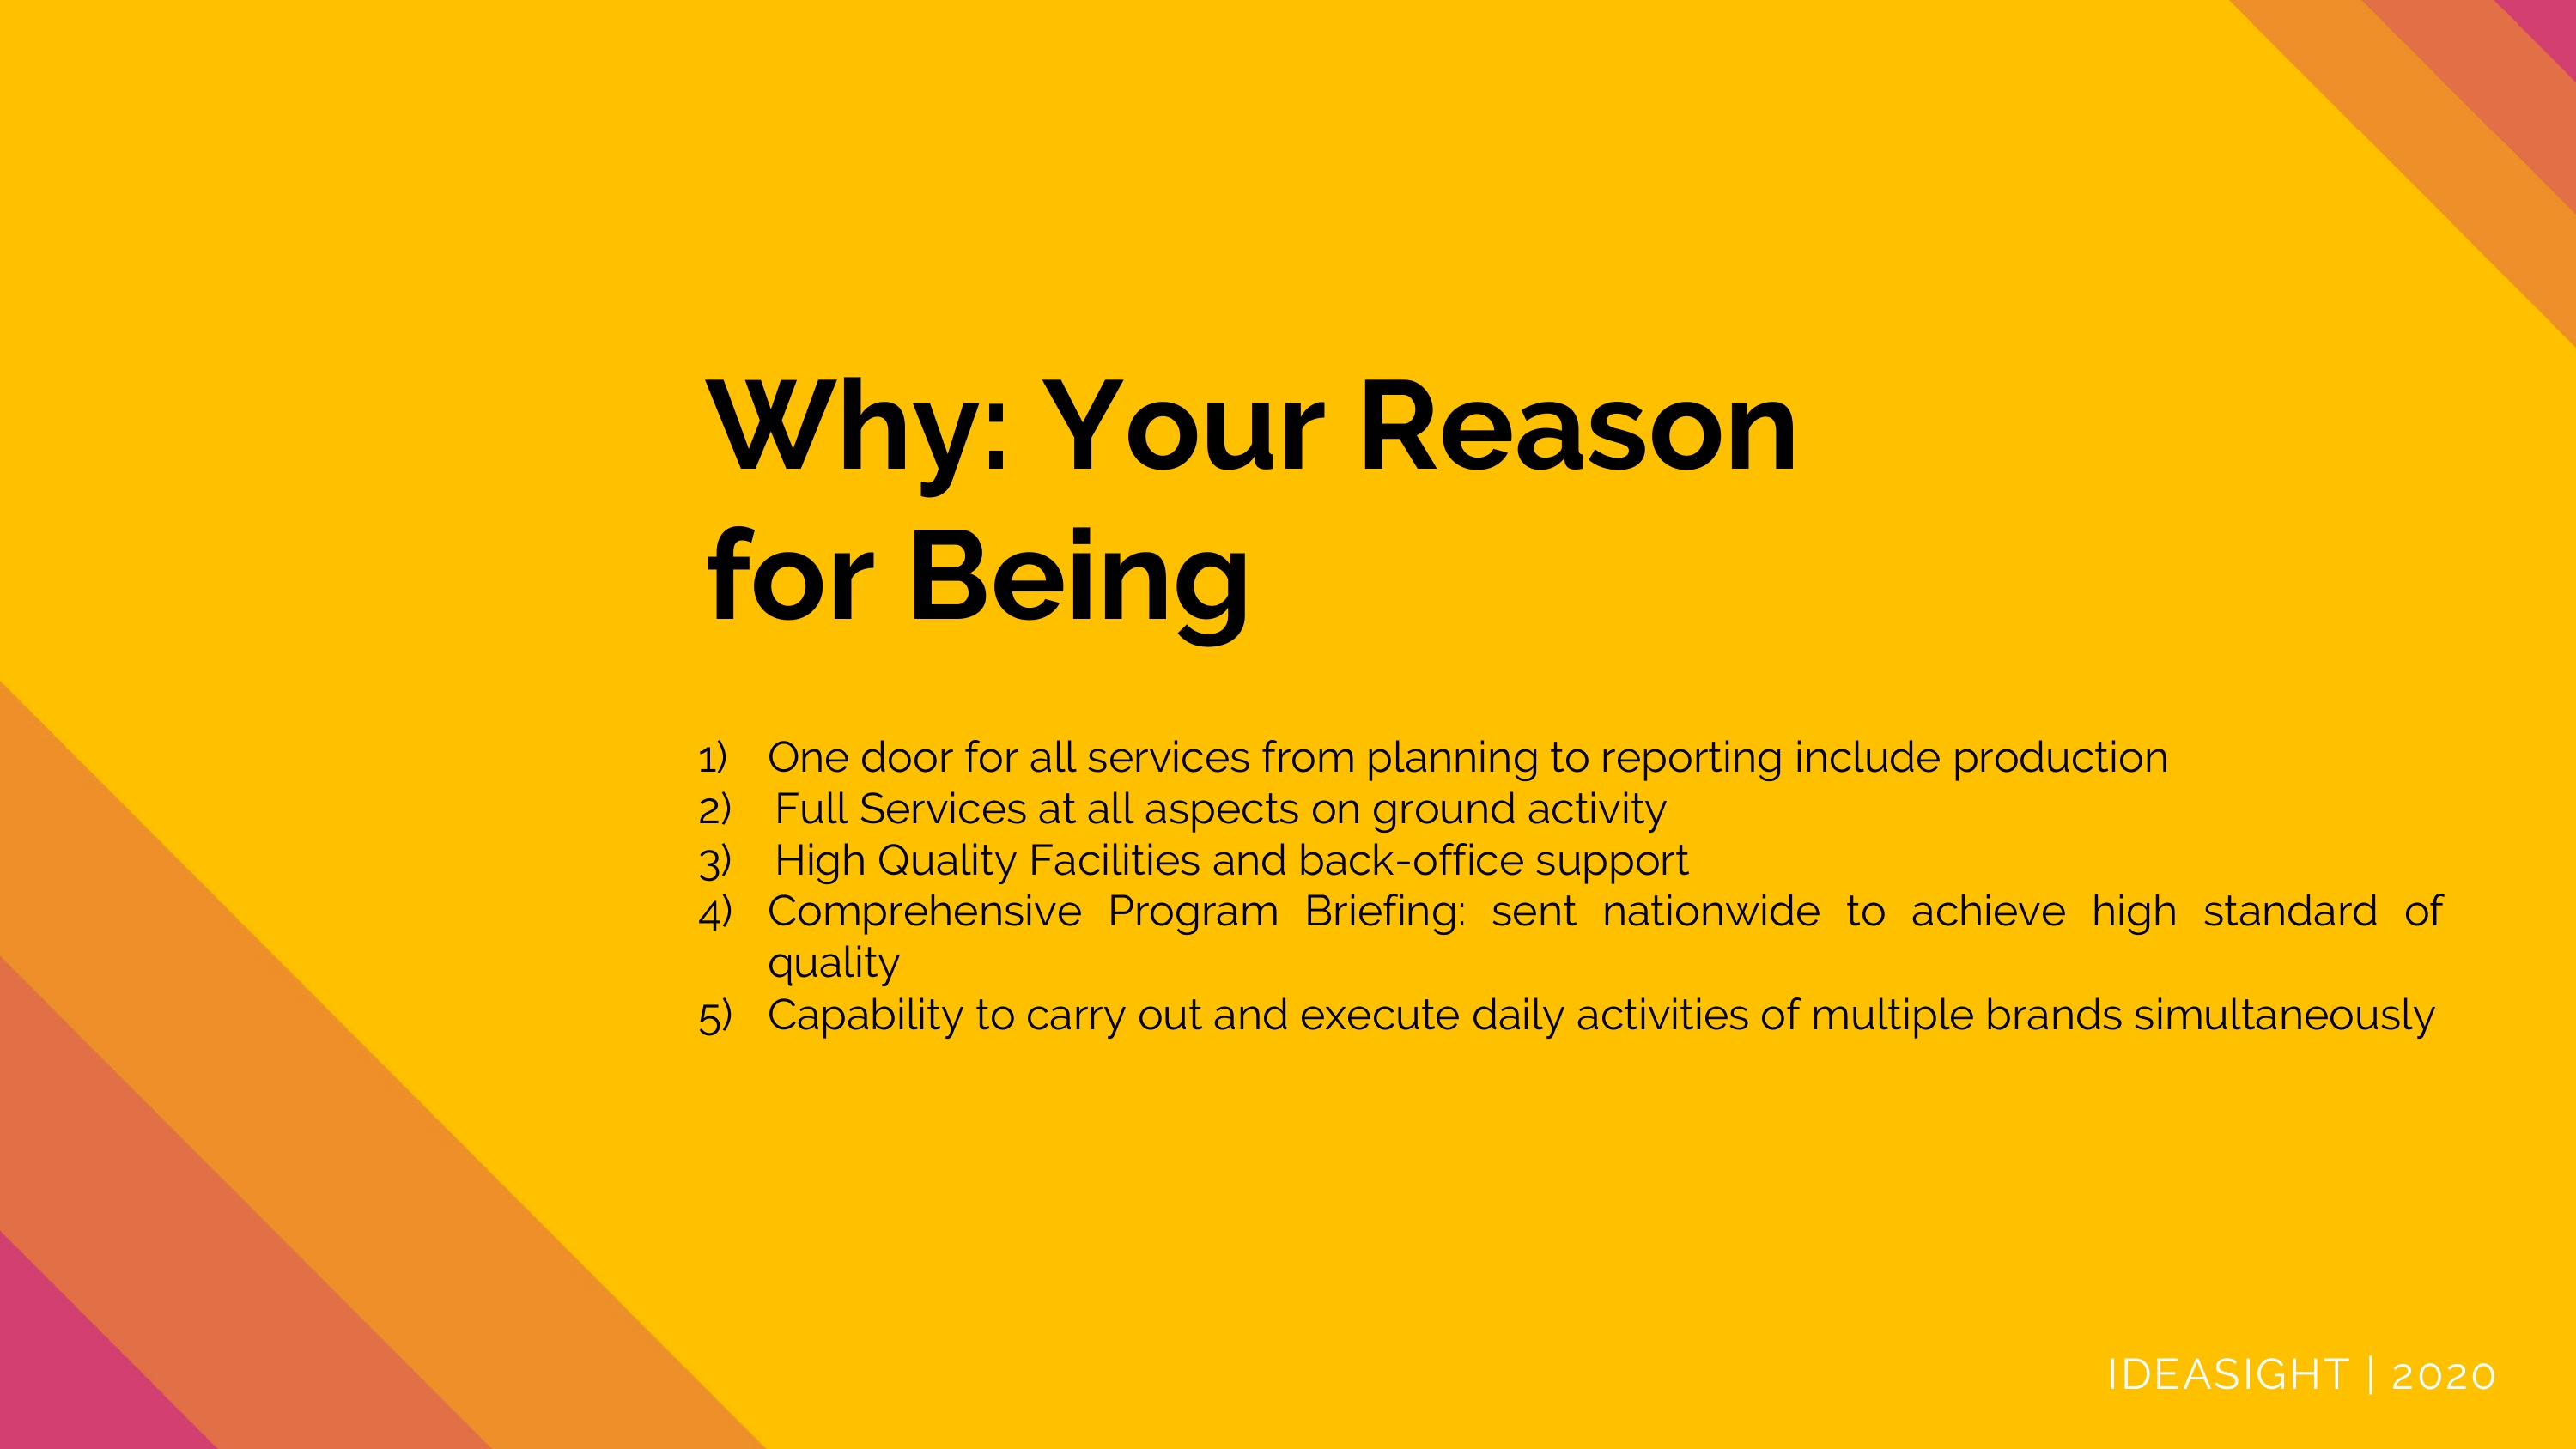 Why: Your Reason
for Being
1) One door for all services from planning to reporting include production
2) Full Services at all aspects on ground activity
3) High Quality Facilities and back-office support
4) Comprehensive Program Briefing: sent nationwide to achieve high standard of
quality
5) Capability to carry out and execute daily activities of multiple brands simultaneously
IDEASIGHT | 2020